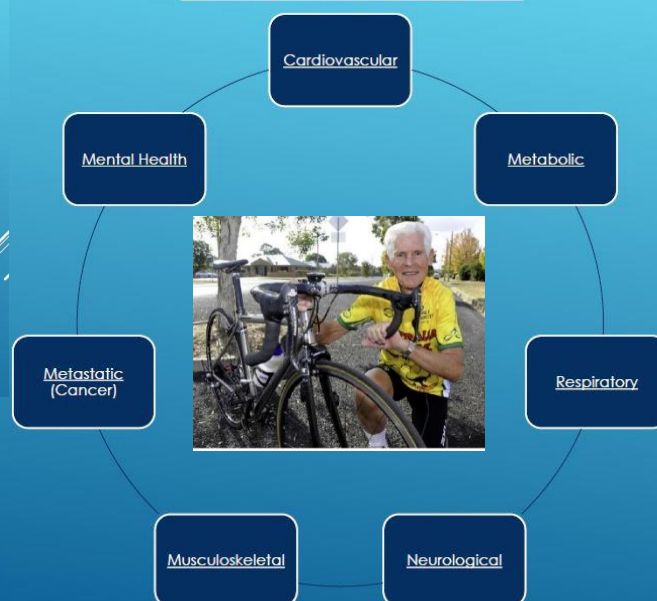 Cardiovascular
Metabolic
Respiratory
Neurological
Musculoskeletal
Metastatic
(Cancer)
Mental Health